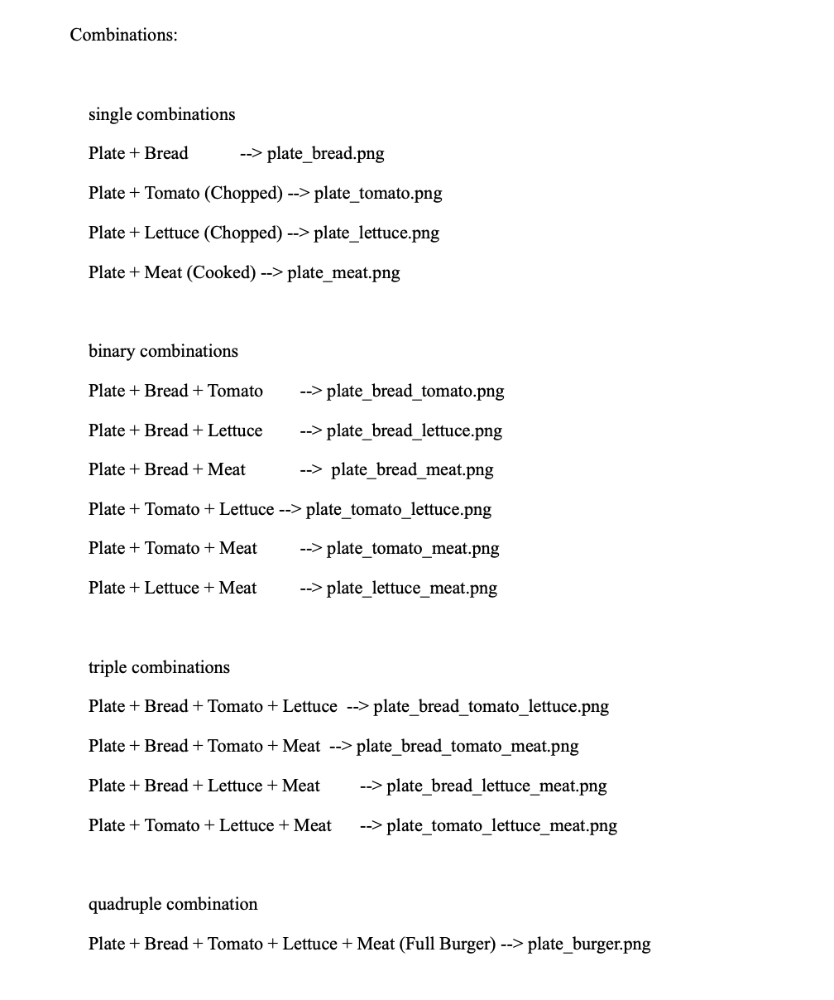 Combinations:
single combinations
Plate + Bread --> plate_bread.png
Plate + Tomato (Chopped) --> plate_tomato.png
Plate + Lettuce (Chopped) --> plate_lettuce.png
Plate + Meat (Cooked) --> plate_meat.png
binary combinations
Plate + Bread + Tomato --> plate_bread_tomato.png
Plate + Bread + Lettuce --> plate_bread_lettuce.png
Plate + Bread + Meat --> plate_bread_meat.png
Plate + Tomato + Lettuce --> plate_tomato_lettuce.png
Plate + Tomato + Meat --> plate_tomato_meat.png
Plate + Lettuce + Meat --> plate_lettuce_meat.png
triple combinations
Plate + Bread + Tomato + Lettuce --> plate_bread_tomato_lettuce.png
Plate + Bread + Tomato + Meat --> plate_bread_tomato_meat.png
Plate + Bread + Lettuce + Meat --> plate_bread_lettuce_meat.png
Plate + Tomato + Lettuce + Meat --> plate_tomato_lettuce_meat.png
quadruple combination
Plate + Bread + Tomato + Lettuce + Meat (Full Burger) --> plate_burger.png